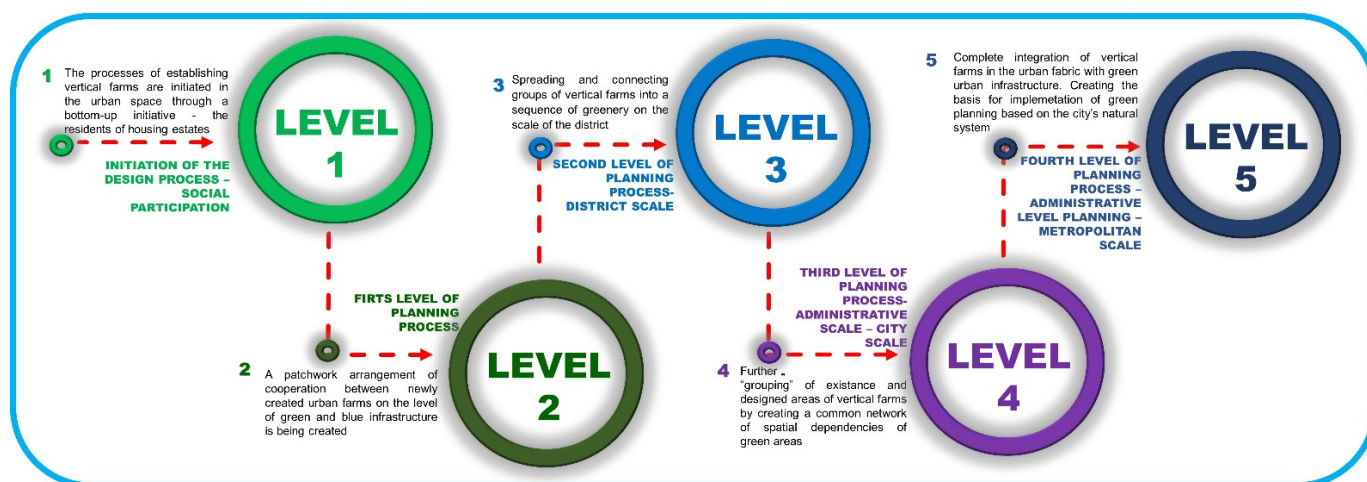 1
The processes of establishing
vertical farms are initiated in
the urban space through a
bottom-up initiative - the
residents of housing estates
INITIATION OF THE
DESIGN PROCESS –
SOCIAL
PARTICIPATION
LEVEL
1
FIRTS LEVEL OF
PLANNING
PROCESS
2
A patchwork arrangement of
cooperation between newly
created urban farms on the level
of green and blue infrastructure
is being created
LEVEL
2
3
Spreading and connecting
groups of vertical farms into a
sequence of greenery on the
scale of the district
SECOND LEVEL OF
PLANNING
PROCESS-
DISTRICT SCALE
LEVEL
3
THIRD LEVEL OF
PLANNING
PROCESS-
ADMINISTRATIVE
SCALE – CITY
SCALE
4
Further
"grouping" of existance and
designed areas of vertical farms
by creating a common network
of spatial dependencies of
green areas
LEVEL
4
5
Complete integration of vertical
farms in the urban fabric with green
urban infrastructure. Creating the
basis for implemetation of green
planning based on the city's natural
system
FOURTH LEVEL OF
PLANNING
PROCESS –
ADMINISTRATIVE
LEVEL PLANNING –
METROPOLITAN
SCALE
LEVEL
5